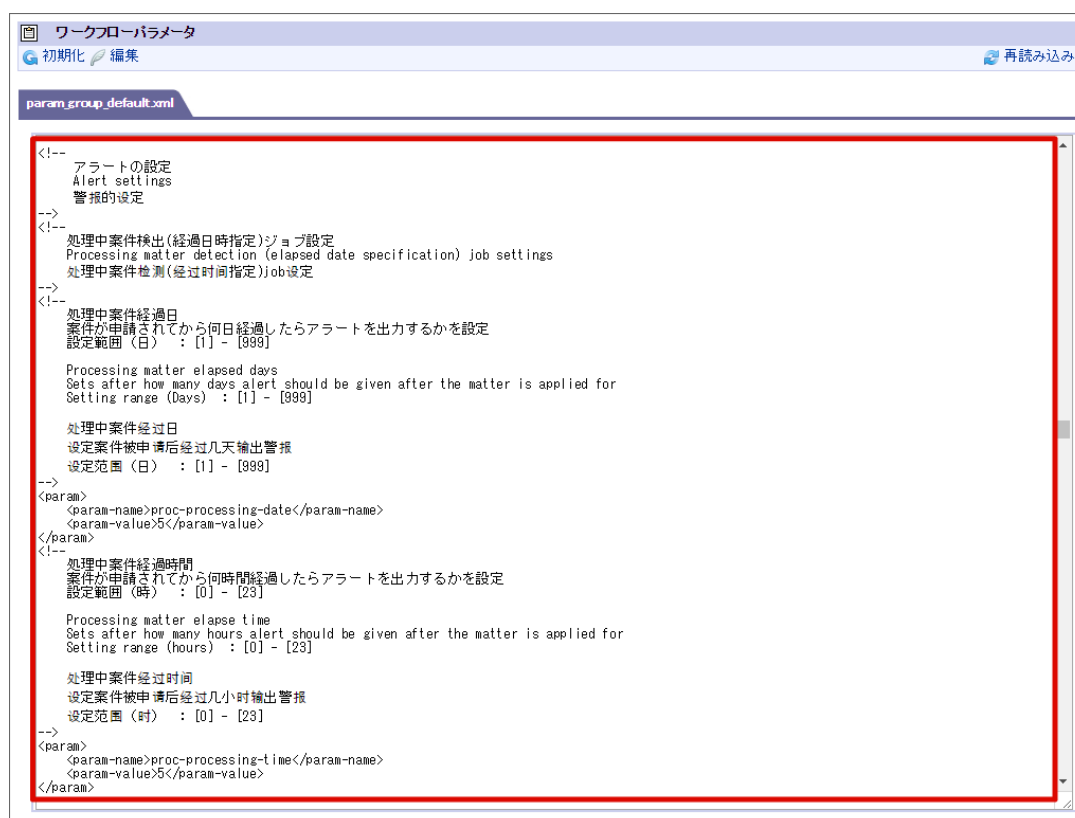 ワークフローパラメータ
初期化 編集 再読み込み
param_group_default.xml
<!--
アラートの設定
Alert settings
警报的设定
-->
<!--
処理中案件検出(経過日時指定)ジョブ設定
Processing matter detection (elapsed date specification) job settings
处理中案件检测(经过时间指定)job设定
-->
<!--
処理中案件経過日
案件が申請されてから何日経過したらアラートを出力するかを設定
設定範囲（日） : [1] - [999]
Processing matter elapsed days
Sets after how many days alert should be given after the matter is applied for
Setting range (Days) : [1] - [999]
处理中案件经过日
设定案件被申请后经过几天输出警报
设定范围（日） : [1] - [999]
-->
<param>
<param-name>proc-processing-date</param-name>
<param-value>5</param-value>
</param>
<!--
処理中案件経過時間
案件が申請されてから何時間経過したらアラートを出力するかを設定
設定範囲（時） : [0] - [23]
Processing matter elapse time
Sets after how many hours alert should be given after the matter is applied for
Setting range (hours) : [0] - [23]
处理中案件经过时间
设定案件被申请后经过几小时输出警报
设定范围（时） : [0] - [23]
-->
<param>
<param-name>proc-processing-time</param-name>
<param-value>5</param-value>
</param>